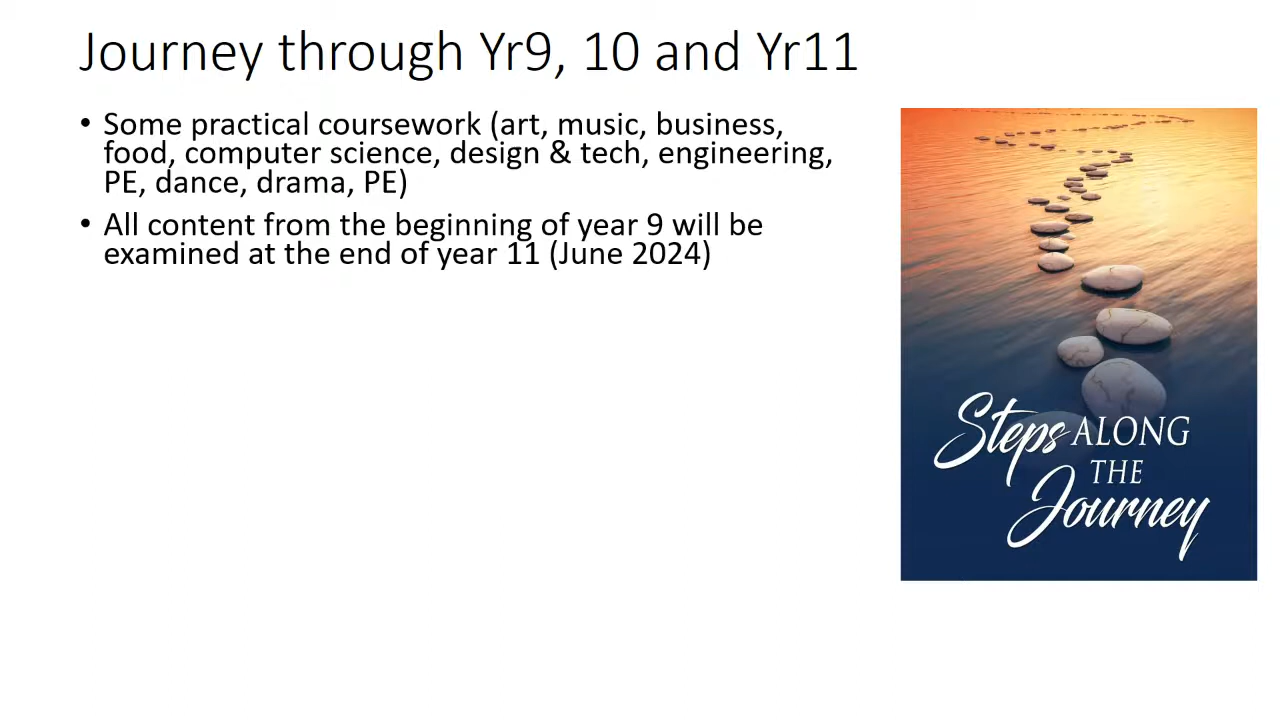 Journey through Yr9, 10 and Yr11
• Some practical coursework (art, music, business,
food, computer science, design & tech, engineering,
PE, dance, drama, PE)
• All content from the beginning of year 9 will be
examined at the end of year 11 (June 2024)
Steps ALONG
THE
Journey